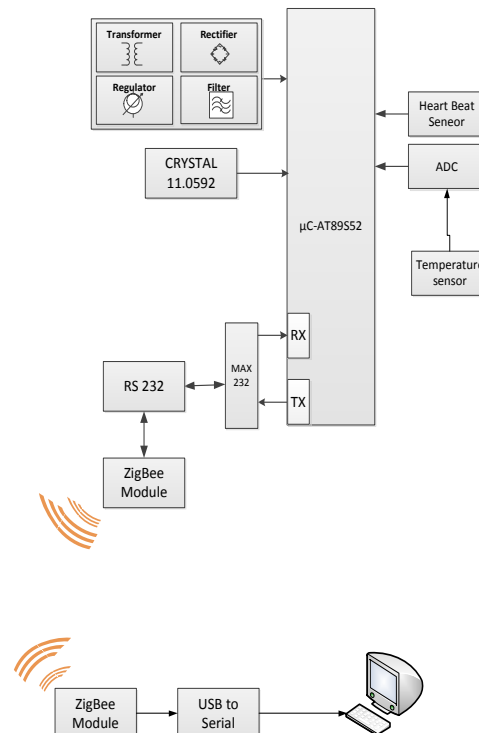 Transformer
Rectifier
Regulator
Filter
Heart Beat
Seneor
CRYSTAL
11.0592
ADC
µC-AT89S52
Temperature
sensor
RX
MAX
232
RS 232
TX
ZigBee
Module
ZigBee
Module
USB to
Serial